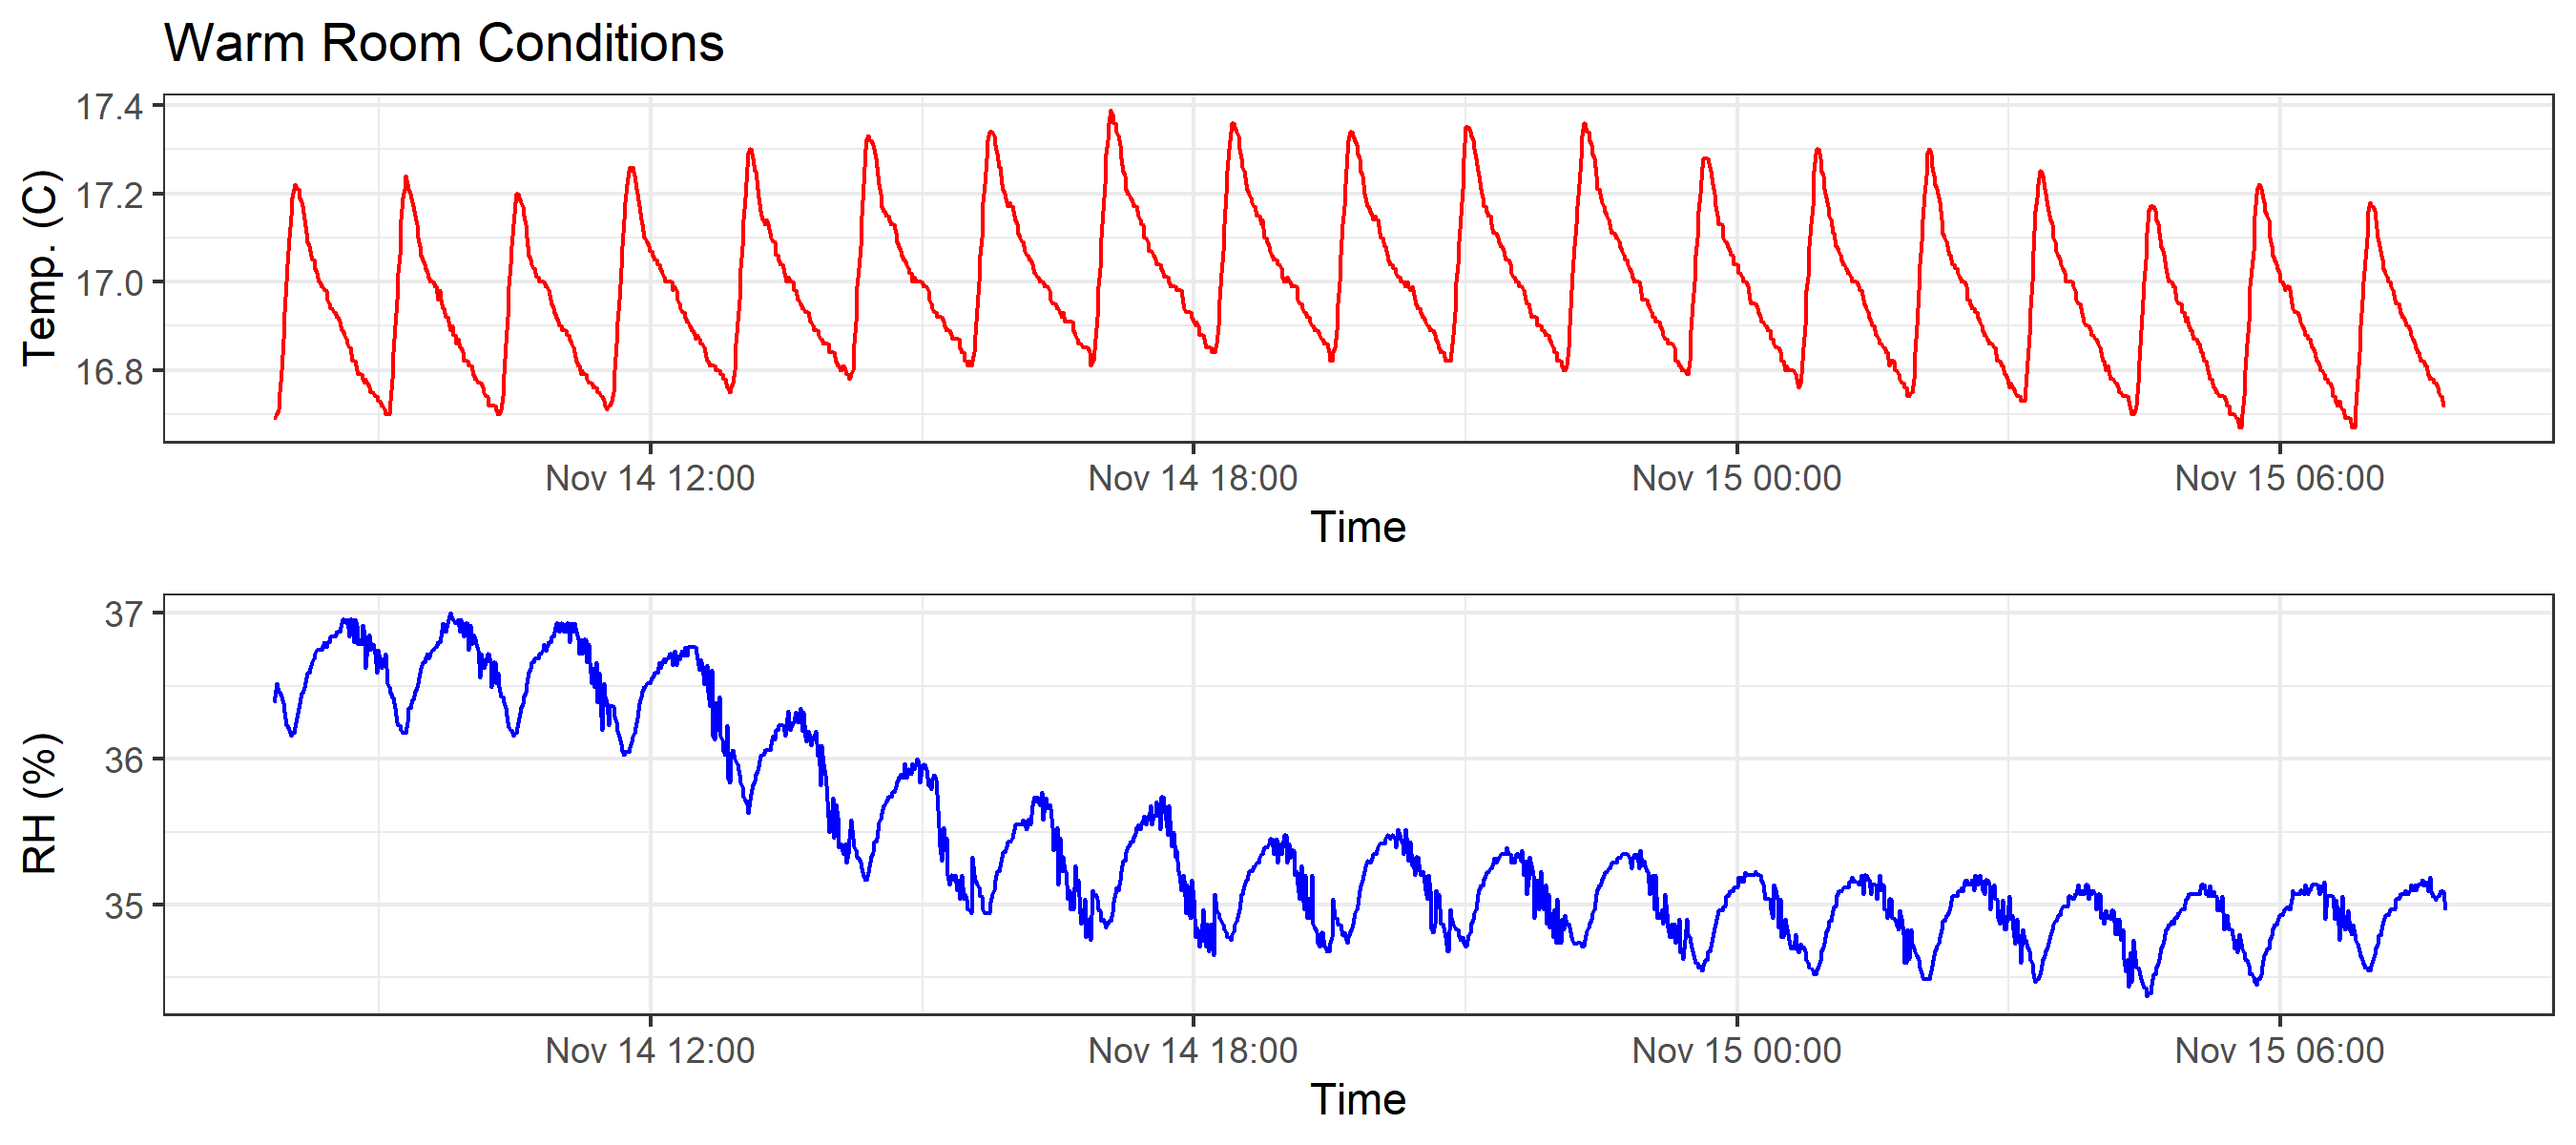 Warm Room Conditions
17.4
17.2
17.0
16.8
Temp. (C)
Nov 14 12:00 Nov 14 18:00 Nov 15 00:00 Nov 15 06:00
Time
37
36
35
RH (%)
Nov 14 12:00 Nov 14 18:00 Nov 15 00:00 Nov 15 06:00
Time